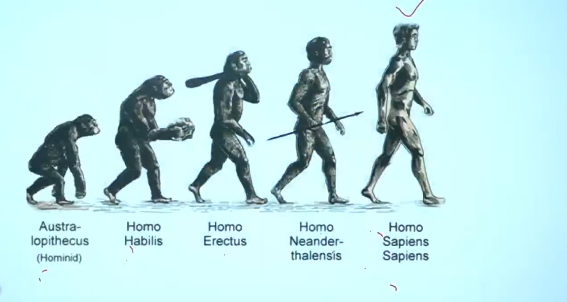 Austra-
lopithecus
(Hominid)
Homo
Habilis
Homo
Erectus
Homo
Neander-
thalensis
Homo
Sapiens
Sapiens